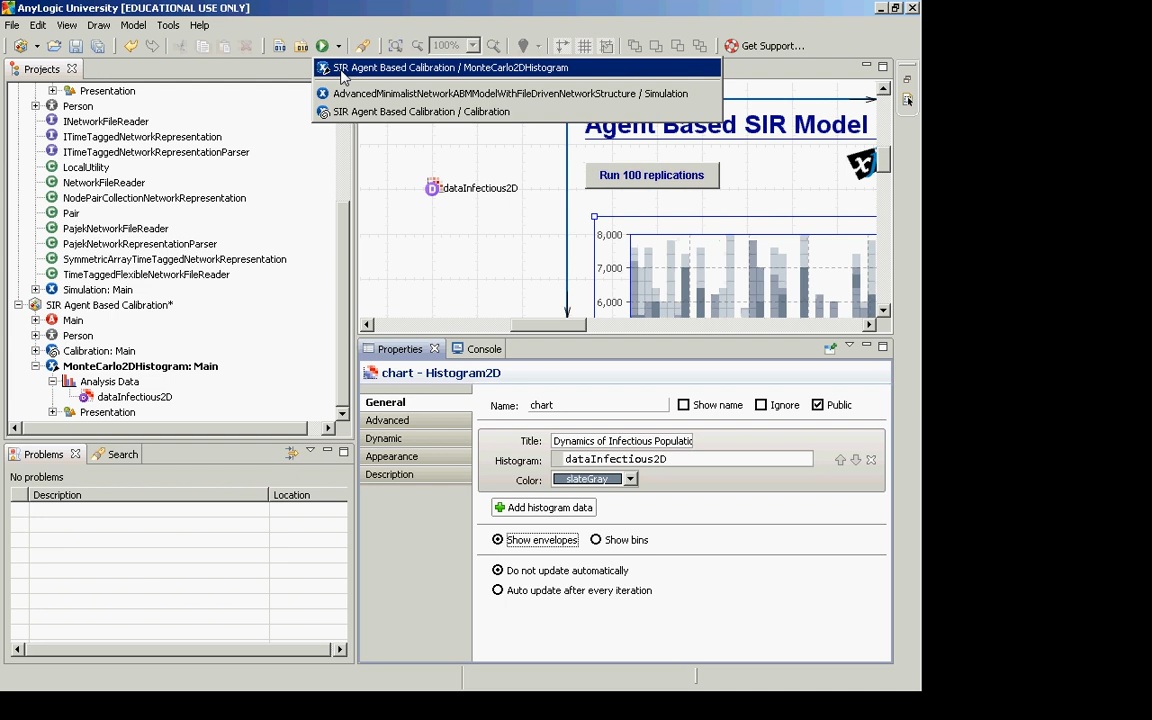 AnyLogic University [EDUCATIONAL USE ONLY]
File Edit View Draw Model Tools Help
100% Get Support...
Projects
SIR Agent Based Calibration / MonteCarlo2DHistogram
AdvancedMinimalistNetworkABMModelWithFileDrivenNetworkStructure / Simulation
SIR Agent Based Calibration / Calibration
Presentation
Person
INetworkFileReader
ITimeTaggedNetworkRepresentation
ITimeTaggedNetworkRepresentationParser
LocalUtility
NetworkFileReader
NodePairCollectionNetworkRepresentation
Pair
PajekNetworkFileReader
PajekNetworkRepresentationParser
SymmetricArrayTimeTaggedNetworkRepresentation
TimeTaggedFlexibleNetworkFileReader
Simulation: Main
SIR Agent Based Calibration*
Main
Person
Calibration: Main
MonteCarlo2DHistogram: Main
Analysis Data
dataInfectious2D
Presentation
Agent Based SIR Model
Run 100 replications
dataInfectious2D
8,000
7,000
6,000
Problems Search
No problems
Description Location
Properties Console
chart - Histogram2D
General
Advanced
Dynamic
Appearance
Description
Name: chart Show name Ignore Public
Title: Dynamics of Infectious Populatic
Histogram: dataInfectious2D
Color: slateGray
Add histogram data
Show envelopes Show bins
Do not update automatically
Auto update after every iteration